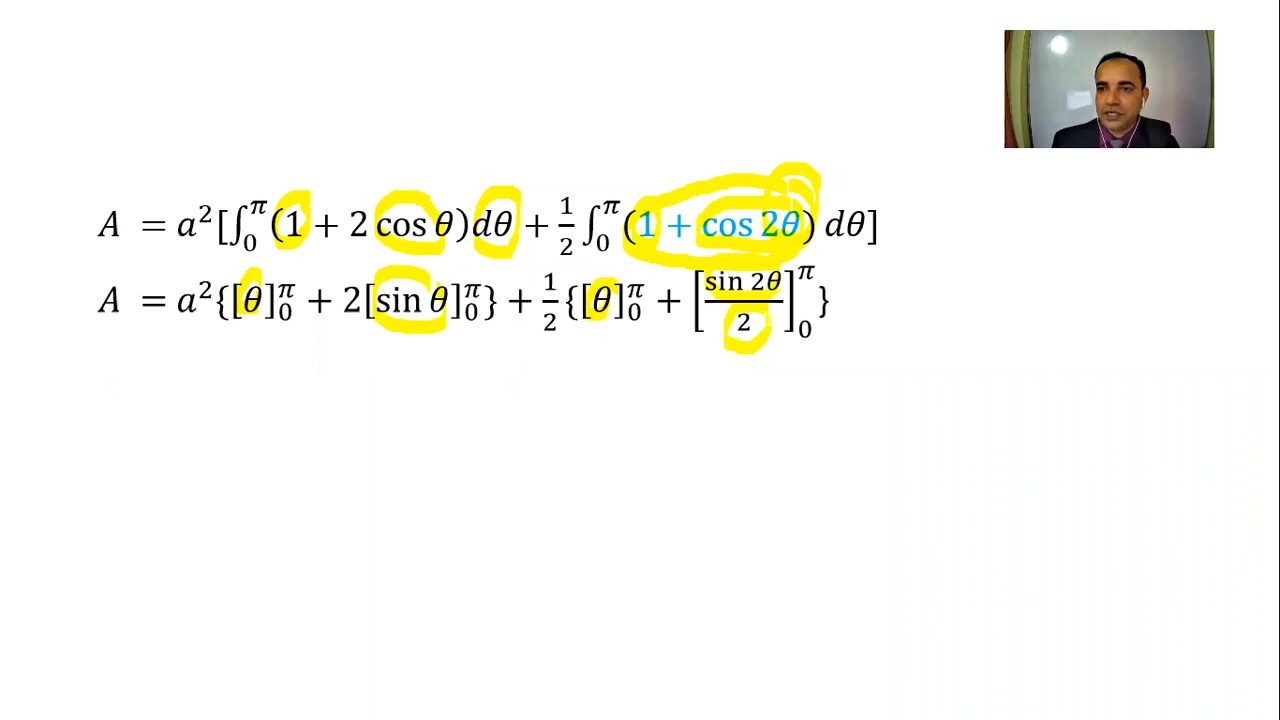 A = a²[∫₀^π (1 + 2 cos θ)dθ + 1/2 ∫₀^π (1 + cos 2θ) dθ]
A = a²{[θ]₀^π + 2[sin θ]₀^π} + 1/2 {[θ]₀^π + [sin 2θ/2]₀^π}